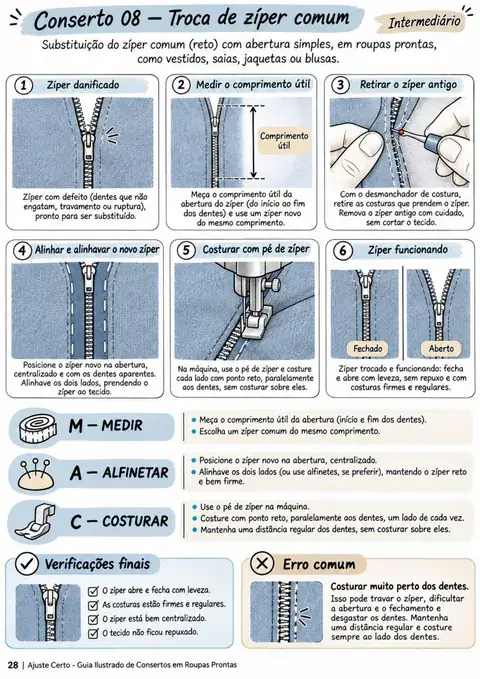 Conserto 08 – Troca de zíper comum
Intermediário
Substituição do zíper comum (reto) com abertura simples, em roupas prontas,
como vestidos, saias, jaquetas ou blusas.
1 Zíper danificado
Zíper com defeito (dentes que não
engatam, travamento ou ruptura),
pronto para ser substituído.
2 Medir o comprimento útil
Comprimento
útil
Meça o comprimento útil da
abertura do zíper (do início ao fim
dos dentes) e use um zíper novo
do mesmo comprimento.
3 Retirar o zíper antigo
Com o desmanchador de costura,
retire as costuras que prendem o zíper.
Remova o zíper antigo com cuidado,
sem cortar o tecido.
4 Alinhar e alinhavar o novo zíper
Posicione o zíper novo na abertura,
centralizado e com os dentes aparentes.
Alinhave os dois lados, prendendo o
zíper ao tecido.
5 Costurar com pé de zíper
Na máquina, use o pé de zíper e costure
cada lado com ponto reto, paralelamente
aos dentes, sem costurar sobre eles.
6 Zíper funcionando
Fechado
Aberto
Zíper trocado e funcionando: fecha
e abre com leveza, sem repuxo e com
costuras firmes e regulares.
M – MEDIR
• Meça o comprimento útil da abertura (início e fim dos dentes).
• Escolha um zíper comum do mesmo comprimento.
A – ALFINETAR
• Posicione o zíper novo na abertura, centralizado.
• Alinhave os dois lados (ou use alfinetes, se preferir), mantendo o zíper reto
e bem firme.
C – COSTURAR
• Use o pé de zíper na máquina.
• Costure com ponto reto, paralelamente aos dentes, um lado de cada vez.
• Mantenha uma distância regular dos dentes, sem costurar sobre eles.
Verificações finais
O zíper abre e fecha com leveza.
As costuras estão firmes e regulares.
O zíper está bem centralizado.
O tecido não ficou repuxado.
Erro comum
Costurar muito perto dos dentes.
Isso pode travar o zíper, dificultar
a abertura e o fechamento e
desgastar os dentes. Mantenha
uma distância regular e costure
sempre ao lado dos dentes.
28 | Ajuste Certo - Guia Ilustrado de Consertos em Roupas Prontas